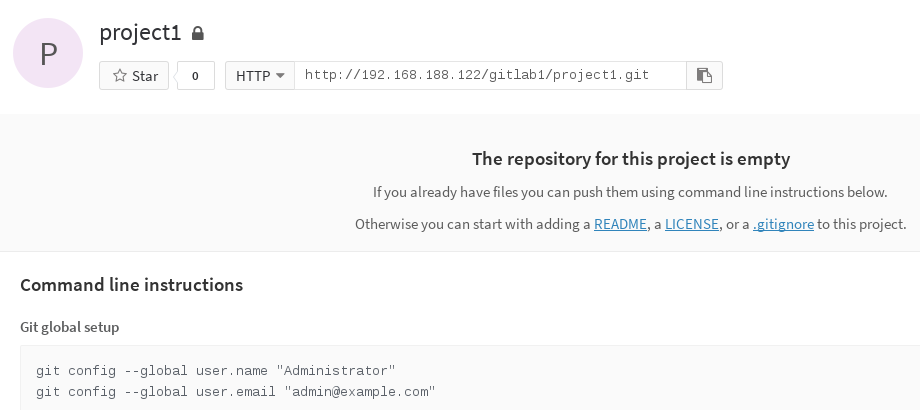 P
project1
Star 0 HTTP http://192.168.188.122/gitlab1/project1.git
The repository for this project is empty
If you already have files you can push them using command line instructions below.
Otherwise you can start with adding a README, a LICENSE, or a .gitignore to this project.
Command line instructions
Git global setup
git config --global user.name "Administrator"
git config --global user.email "admin@example.com"